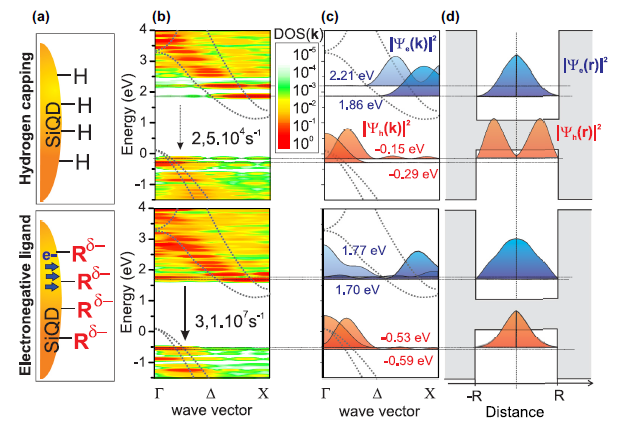 (a)
(b)
(c)
(d)
Hydrogen capping
SiQD
H
H
H
H
Energy (eV)
4
3
2
1
0
-1
2,5.10⁴s⁻¹
DOS(k)
10⁻⁶
10⁻⁵
10⁻⁴
10⁻³
10⁻²
10⁻¹
10⁰
|Ψₑ(k)|²
2.21 eV
1.86 eV
|Ψₕ(k)|²
-0.15 eV
-0.29 eV
|Ψₑ(r)|²
|Ψₕ(r)|²
Electronegative ligand
SiQD
e-
Rδ−
Rδ−
Rδ−
Rδ−
Energy (eV)
4
3
2
1
0
-1
3,1.10⁷s⁻¹
1.77 eV
1.70 eV
-0.53 eV
-0.59 eV
Γ Δ X
wave vector
Γ Δ X
wave vector
-R R
Distance